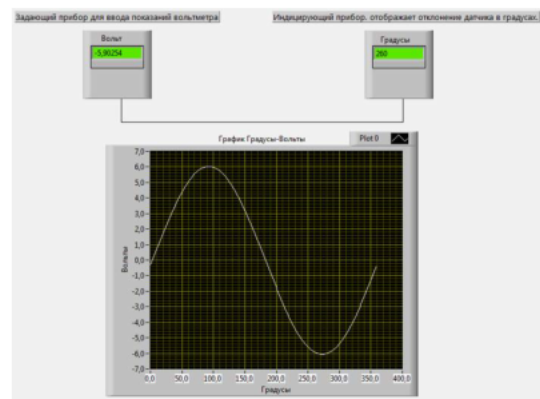 Задающий прибор для ввода показаний вольтметра
Индицирующий прибор. отображает отклонение датчика в градусах.
Вольт
-5,90254
Градусы
260
График Градусы-Вольты
Plot 0
7,0
6,0
5,0
4,0
3,0
2,0
1,0
0,0
-1,0
-2,0
-3,0
-4,0
-5,0
-6,0
-7,0
Вольты
0,0 50,0 100,0 150,0 200,0 250,0 300,0 350,0 400,0
Градусы